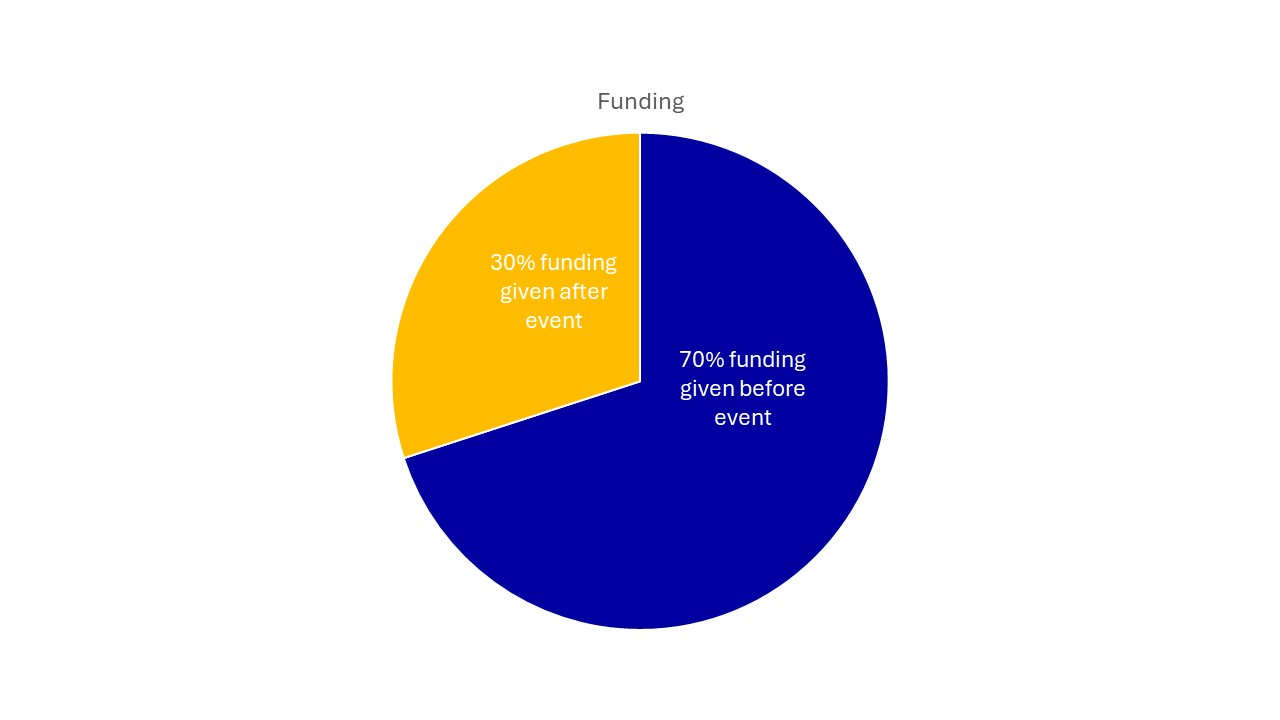 Funding
30% funding
given after
event
70% funding
given before
event